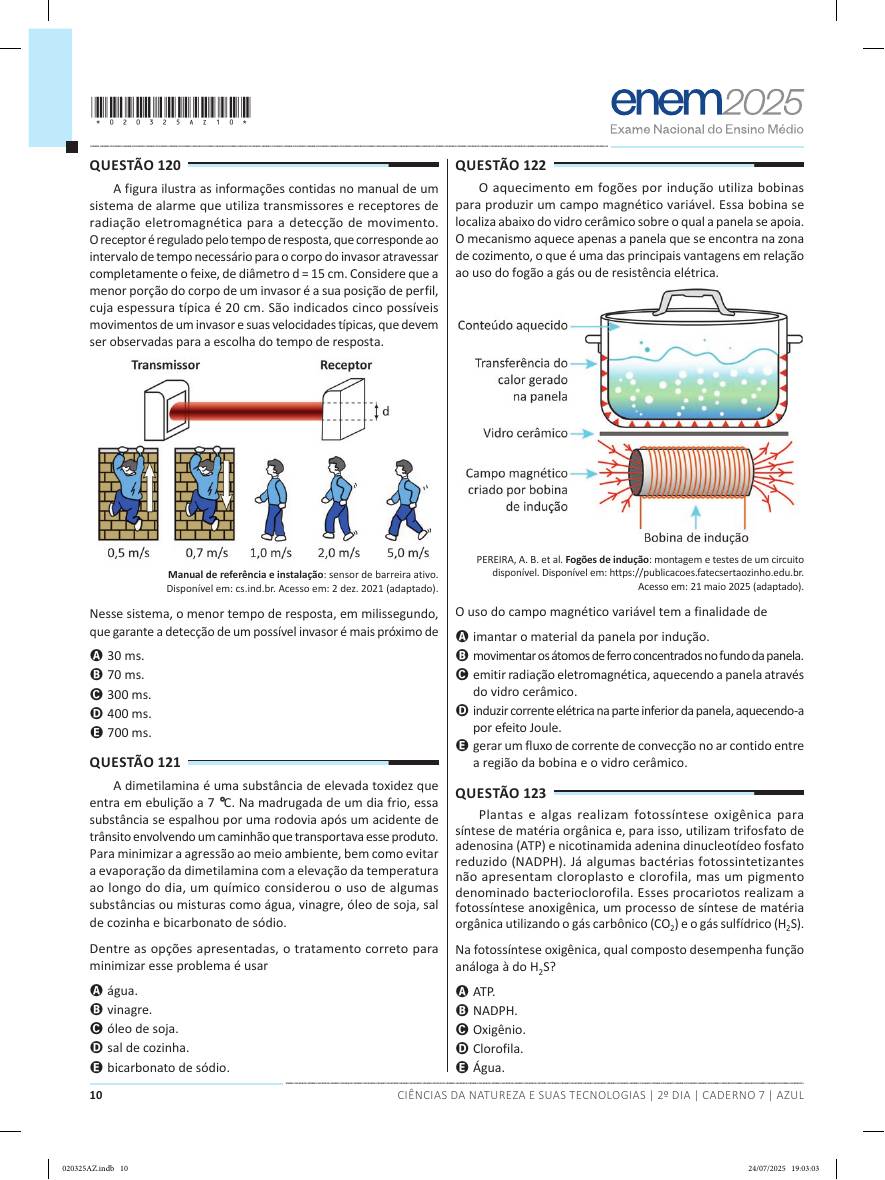 *020325AZ10*
enem2025
Exame Nacional do Ensino Médio
QUESTÃO 120
A figura ilustra as informações contidas no manual de um
sistema de alarme que utiliza transmissores e receptores de
radiação eletromagnética para a detecção de movimento.
O receptor é regulado pelo tempo de resposta, que corresponde ao
intervalo de tempo necessário para o corpo do invasor atravessar
completamente o feixe, de diâmetro d = 15 cm. Considere que a
menor porção do corpo de um invasor é a sua posição de perfil,
cuja espessura típica é 20 cm. São indicados cinco possíveis
movimentos de um invasor e suas velocidades típicas, que devem
ser observadas para a escolha do tempo de resposta.
Transmissor Receptor
d
0,5 m/s 0,7 m/s 1,0 m/s 2,0 m/s 5,0 m/s
Manual de referência e instalação: sensor de barreira ativo.
Disponível em: cs.ind.br. Acesso em: 2 dez. 2021 (adaptado).
Nesse sistema, o menor tempo de resposta, em milissegundo,
que garante a detecção de um possível invasor é mais próximo de
A 30 ms.
B 70 ms.
C 300 ms.
D 400 ms.
E 700 ms.
QUESTÃO 121
A dimetilamina é uma substância de elevada toxidez que
entra em ebulição a 7 °C. Na madrugada de um dia frio, essa
substância se espalhou por uma rodovia após um acidente de
trânsito envolvendo um caminhão que transportava esse produto.
Para minimizar a agressão ao meio ambiente, bem como evitar
a evaporação da dimetilamina com a elevação da temperatura
ao longo do dia, um químico considerou o uso de algumas
substâncias ou misturas como água, vinagre, óleo de soja, sal
de cozinha e bicarbonato de sódio.
Dentre as opções apresentadas, o tratamento correto para
minimizar esse problema é usar
A água.
B vinagre.
C óleo de soja.
D sal de cozinha.
E bicarbonato de sódio.
QUESTÃO 122
O aquecimento em fogões por indução utiliza bobinas
para produzir um campo magnético variável. Essa bobina se
localiza abaixo do vidro cerâmico sobre o qual a panela se apoia.
O mecanismo aquece apenas a panela que se encontra na zona
de cozimento, o que é uma das principais vantagens em relação
ao uso do fogão a gás ou de resistência elétrica.
Conteúdo aquecido
Transferência do
calor gerado
na panela
Vidro cerâmico
Campo magnético
criado por bobina
de indução
Bobina de indução
PEREIRA, A. B. et al. Fogões de indução: montagem e testes de um circuito
disponível. Disponível em: https://publicacoes.fatecsertaozinho.edu.br.
Acesso em: 21 maio 2025 (adaptado).
O uso do campo magnético variável tem a finalidade de
A imantar o material da panela por indução.
B movimentar os átomos de ferro concentrados no fundo da panela.
C emitir radiação eletromagnética, aquecendo a panela através
do vidro cerâmico.
D induzir corrente elétrica na parte inferior da panela, aquecendo-a
por efeito Joule.
E gerar um fluxo de corrente de convecção no ar contido entre
a região da bobina e o vidro cerâmico.
QUESTÃO 123
Plantas e algas realizam fotossíntese oxigênica para
síntese de matéria orgânica e, para isso, utilizam trifosfato de
adenosina (ATP) e nicotinamida adenina dinucleotídeo fosfato
reduzido (NADPH). Já algumas bactérias fotossintetizantes
não apresentam cloroplasto e clorofila, mas um pigmento
denominado bacterioclorofila. Esses procariotos realizam a
fotossíntese anoxigênica, um processo de síntese de matéria
orgânica utilizando o gás carbônico (CO₂) e o gás sulfídrico (H₂S).
Na fotossíntese oxigênica, qual composto desempenha função
análoga à do H₂S?
A ATP.
B NADPH.
C Oxigênio.
D Clorofila.
E Água.
10 CIÊNCIAS DA NATUREZA E SUAS TECNOLOGIAS | 2º DIA | CADERNO 7 | AZUL
020325AZ.indb 10 24/07/2025 19:03:03